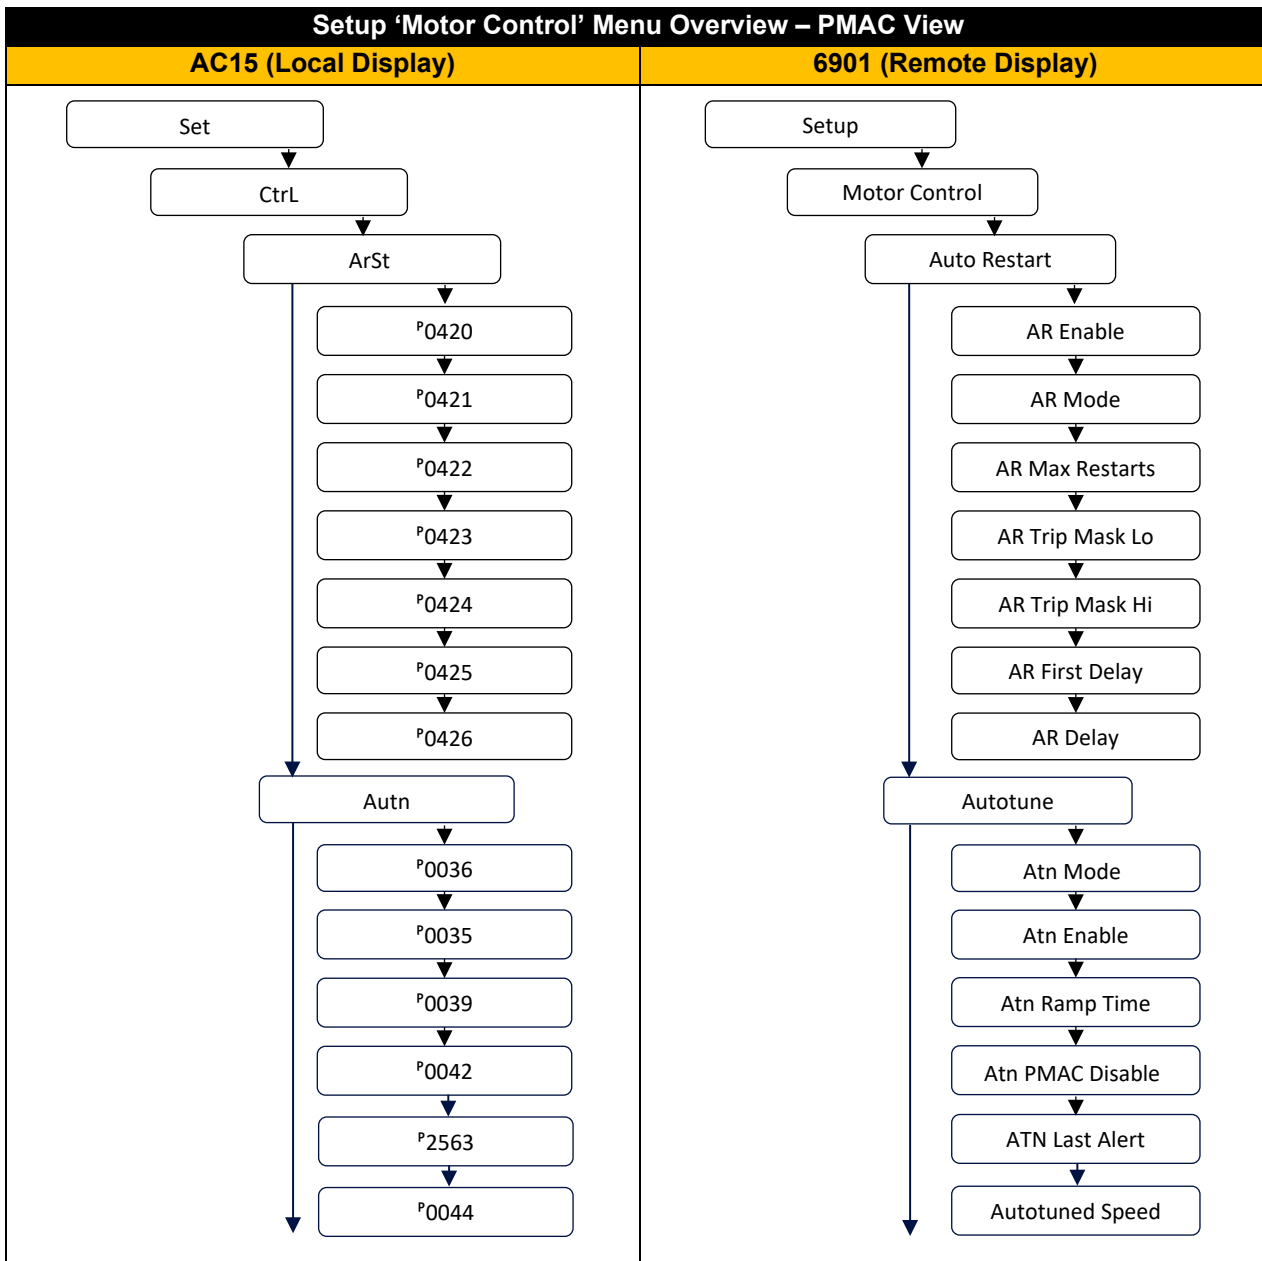 Setup ‘Motor Control’ Menu Overview – PMAC View
AC15 (Local Display)
6901 (Remote Display)
Set
CtrL
ArSt
ᴾ0420
ᴾ0421
ᴾ0422
ᴾ0423
ᴾ0424
ᴾ0425
ᴾ0426
Autn
ᴾ0036
ᴾ0035
ᴾ0039
ᴾ0042
ᴾ2563
ᴾ0044
Setup
Motor Control
Auto Restart
AR Enable
AR Mode
AR Max Restarts
AR Trip Mask Lo
AR Trip Mask Hi
AR First Delay
AR Delay
Autotune
Atn Mode
Atn Enable
Atn Ramp Time
Atn PMAC Disable
ATN Last Alert
Autotuned Speed